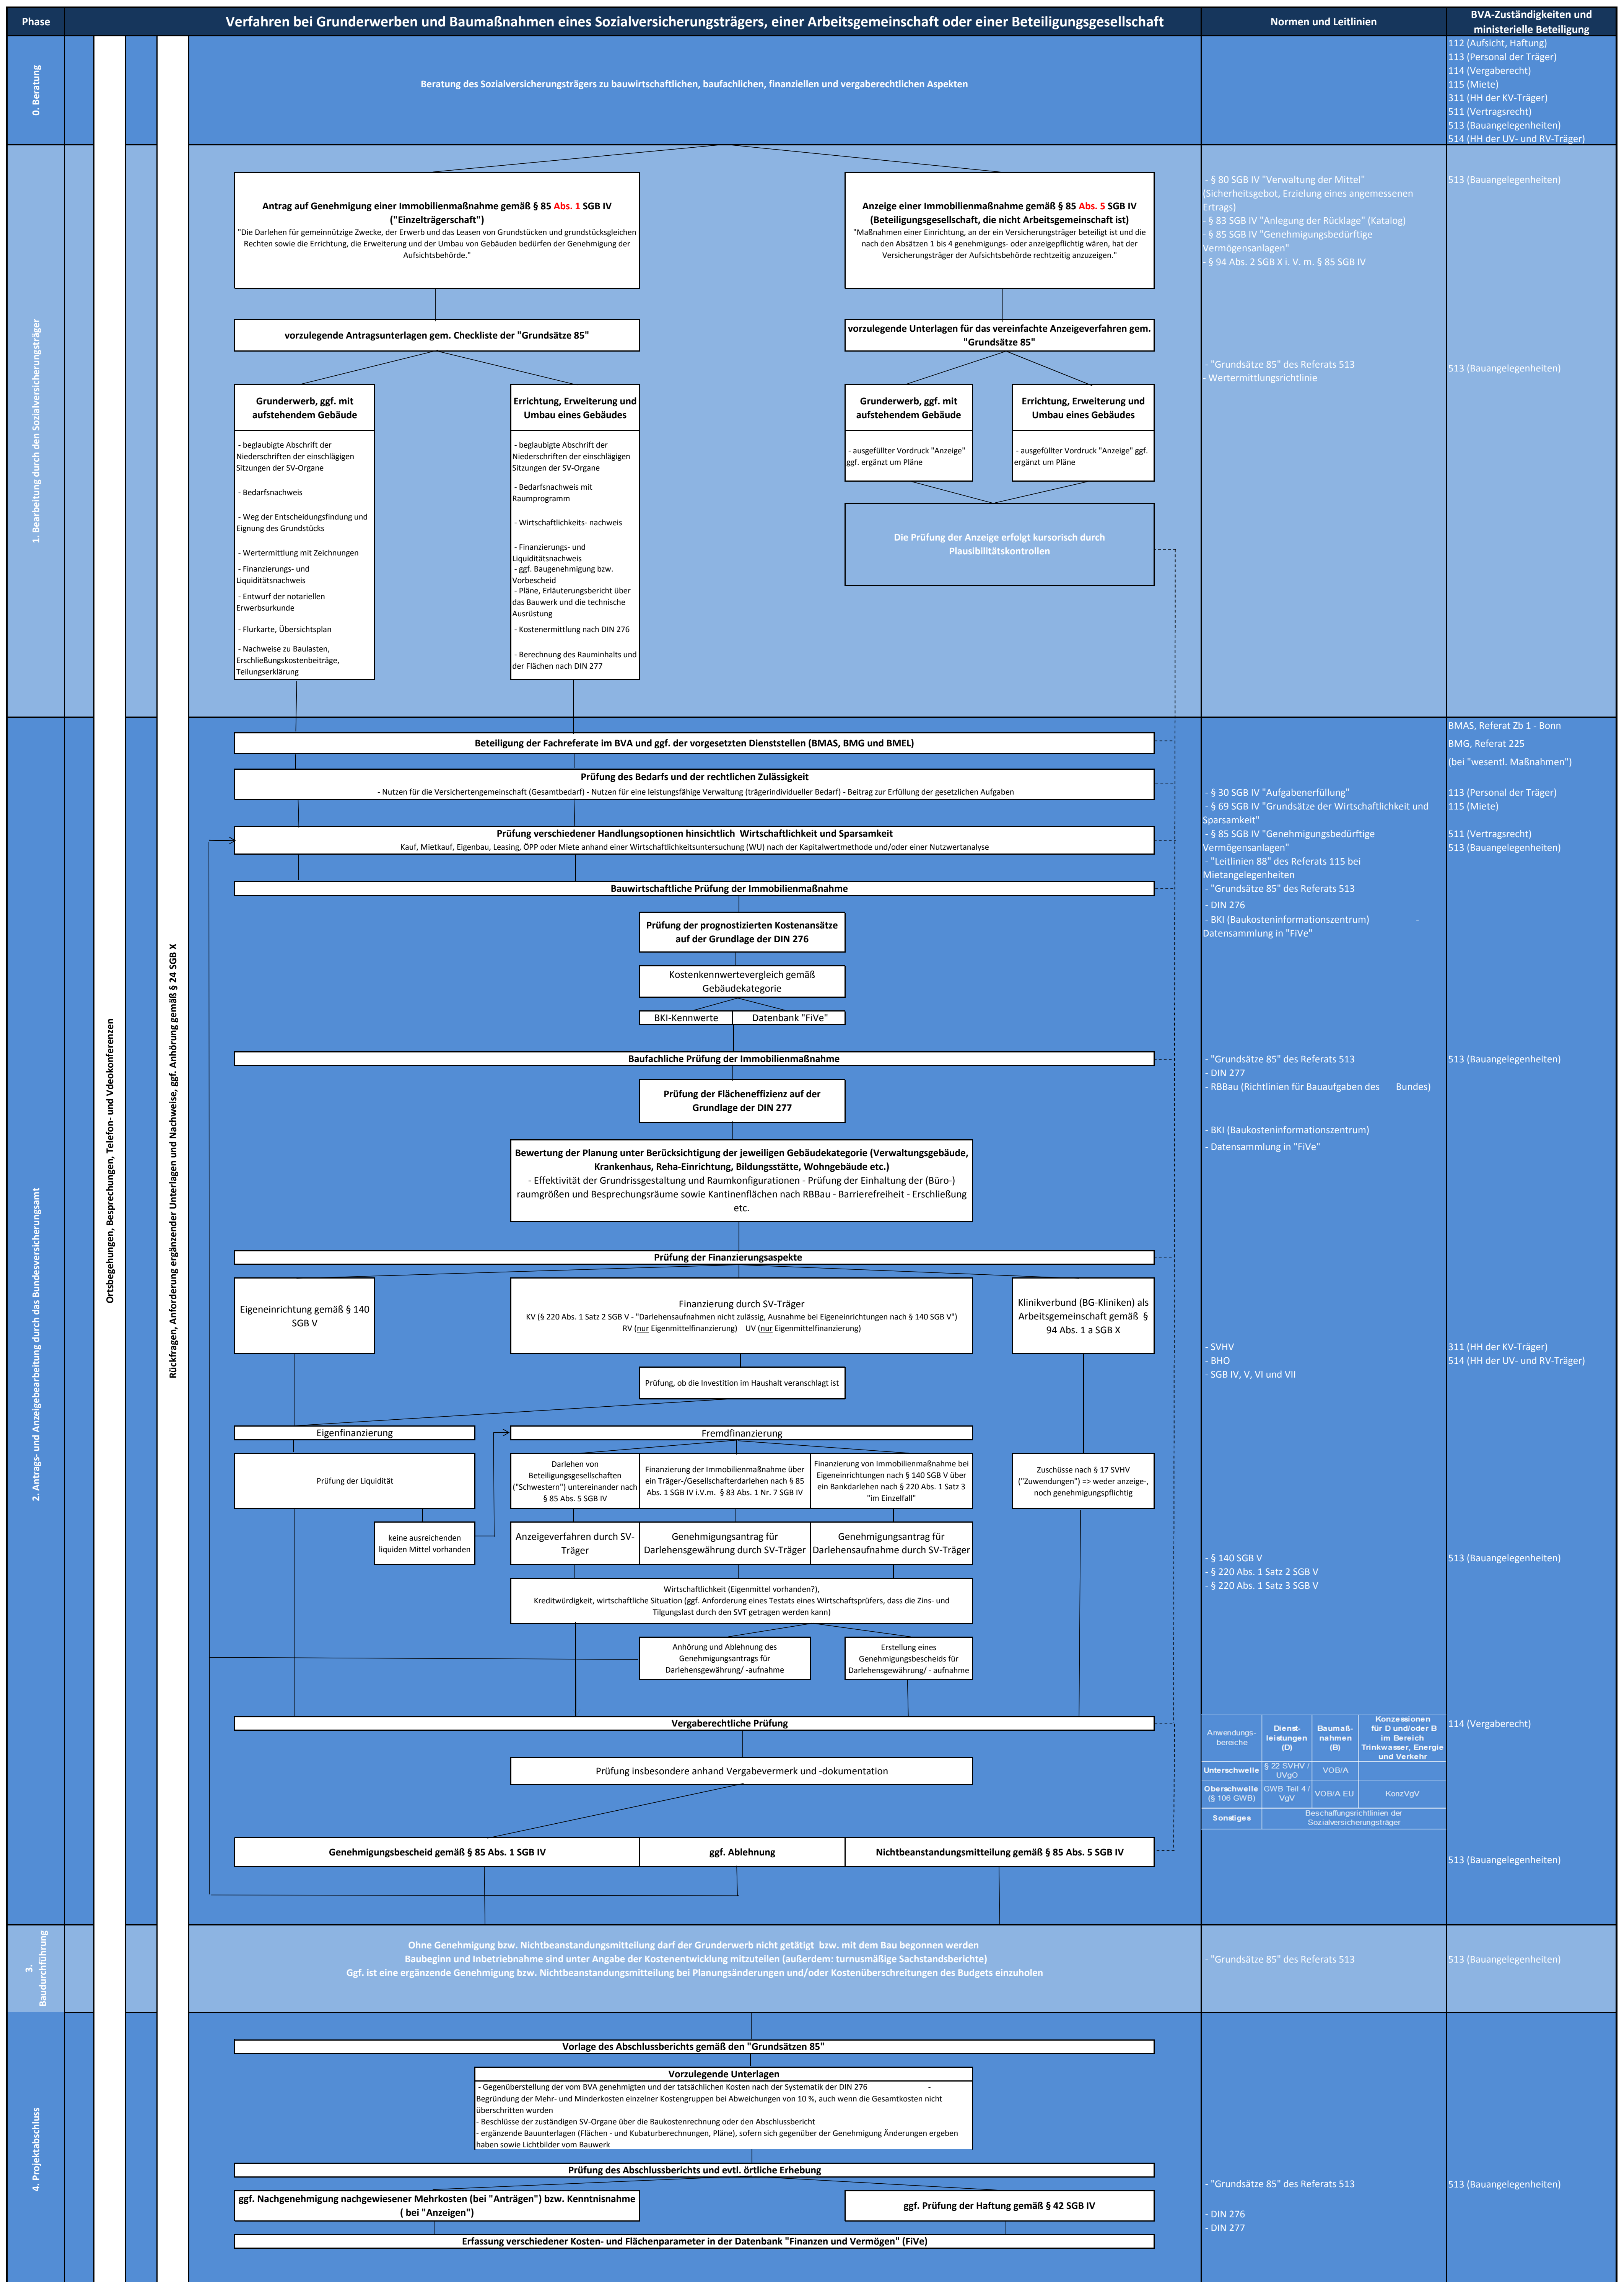 Phase
Verfahren bei Grunderwerben und Baumaßnahmen eines Sozialversicherungsträgers, einer Arbeitsgemeinschaft oder einer Beteiligungsgesellschaft
Normen und Leitlinien
BVA-Zuständigkeiten und
ministerielle Beteiligung
0. Beratung
Beratung des Sozialversicherungsträgers zu bauwirtschaftlichen, baufachlichen, finanziellen und vergaberechtlichen Aspekten
112 (Aufsicht, Haftung)
113 (Personal der Träger)
114 (Vergaberecht)
115 (Miete)
311 (HH der KV-Träger)
511 (Vertragsrecht)
513 (Bauangelegenheiten)
514 (HH der UV- und RV-Träger)
Ortsbegehungen, Besprechungen, Telefon- und Vdeokonferenzen
Rückfragen, Anforderung ergänzender Unterlagen und Nachweise, ggf. Anhörung gemäß § 24 SGB X
1. Bearbeitung durch den Sozialversicherungsträger
Antrag auf Genehmigung einer Immobilienmaßnahme gemäß § 85 Abs. 1 SGB IV
("Einzelträgerschaft")
"Die Darlehen für gemeinnützige Zwecke, der Erwerb und das Leasen von Grundstücken und grundstücksgleichen
Rechten sowie die Errichtung, die Erweiterung und der Umbau von Gebäuden bedürfen der Genehmigung der
Aufsichtsbehörde."
Anzeige einer Immobilienmaßnahme gemäß § 85 Abs. 5 SGB IV
(Beteiligungsgesellschaft, die nicht Arbeitsgemeinschaft ist)
"Maßnahmen einer Einrichtung, an der ein Versicherungsträger beteiligt ist und die
nach den Absätzen 1 bis 4 genehmigungs- oder anzeigepflichtig wären, hat der
Versicherungsträger der Aufsichtsbehörde rechtzeitig anzuzeigen."
- § 80 SGB IV "Verwaltung der Mittel"
(Sicherheitsgebot, Erzielung eines angemessenen
Ertrags)
- § 83 SGB IV "Anlegung der Rücklage" (Katalog)
- § 85 SGB IV "Genehmigungsbedürftige
Vermögensanlagen"
- § 94 Abs. 2 SGB X i. V. m. § 85 SGB IV
513 (Bauangelegenheiten)
vorzulegende Antragsunterlagen gem. Checkliste der "Grundsätze 85"
vorzulegende Unterlagen für das vereinfachte Anzeigeverfahren gem.
"Grundsätze 85"
- "Grundsätze 85" des Referats 513
- Wertermittlungsrichtlinie
513 (Bauangelegenheiten)
Grunderwerb, ggf. mit
aufstehendem Gebäude
- beglaubigte Abschrift der
Niederschriften der einschlägigen
Sitzungen der SV-Organe
- Bedarfsnachweis
- Weg der Entscheidungsfindung und
Eignung des Grundstücks
- Wertermittlung mit Zeichnungen
- Finanzierungs- und
Liquiditätsnachweis
- Entwurf der notariellen
Erwerbsurkunde
- Flurkarte, Übersichtsplan
- Nachweise zu Baulasten,
Erschließungskostenbeiträge,
Teilungserklärung
Errichtung, Erweiterung und
Umbau eines Gebäudes
- beglaubigte Abschrift der
Niederschriften der einschlägigen
Sitzungen der SV-Organe
- Bedarfsnachweis mit
Raumprogramm
- Wirtschaftlichkeits- nachweis
- Finanzierungs- und
Liquiditätsnachweis
- ggf. Baugenehmigung bzw.
Vorbescheid
- Pläne, Erläuterungsbericht über
das Bauwerk und die technische
Ausrüstung
- Kostenermittlung nach DIN 276
- Berechnung des Rauminhalts und
der Flächen nach DIN 277
Grunderwerb, ggf. mit
aufstehendem Gebäude
- ausgefüllter Vordruck "Anzeige"
ggf. ergänzt um Pläne
Errichtung, Erweiterung und
Umbau eines Gebäudes
- ausgefüllter Vordruck "Anzeige" ggf.
ergänzt um Pläne
Die Prüfung der Anzeige erfolgt kursorisch durch
Plausibilitätskontrollen
2. Antrags- und Anzeigebearbeitung durch das Bundesversicherungsamt
Beteiligung der Fachreferate im BVA und ggf. der vorgesetzten Dienststellen (BMAS, BMG und BMEL)
BMAS, Referat Zb 1 - Bonn
BMG, Referat 225
(bei "wesentl. Maßnahmen")
Prüfung des Bedarfs und der rechtlichen Zulässigkeit
- Nutzen für die Versichertengemeinschaft (Gesamtbedarf) - Nutzen für eine leistungsfähige Verwaltung (trägerindividueller Bedarf) - Beitrag zur Erfüllung der gesetzlichen Aufgaben
Prüfung verschiedener Handlungsoptionen hinsichtlich Wirtschaftlichkeit und Sparsamkeit
Kauf, Mietkauf, Eigenbau, Leasing, ÖPP oder Miete anhand einer Wirtschaftlichkeitsuntersuchung (WU) nach der Kapitalwertmethode und/oder einer Nutzwertanalyse
Bauwirtschaftliche Prüfung der Immobilienmaßnahme
- § 30 SGB IV "Aufgabenerfüllung"
- § 69 SGB IV "Grundsätze der Wirtschaftlichkeit und
Sparsamkeit"
- § 85 SGB IV "Genehmigungsbedürftige
Vermögensanlagen"
- "Leitlinien 88" des Referats 115 bei
Mietangelegenheiten
- "Grundsätze 85" des Referats 513
- DIN 276
- BKI (Baukosteninformationszentrum) -
Datensammlung in "FiVe"
113 (Personal der Träger)
115 (Miete)
511 (Vertragsrecht)
513 (Bauangelegenheiten)
Prüfung der prognostizierten Kostenansätze
auf der Grundlage der DIN 276
Kostenkennwertevergleich gemäß
Gebäudekategorie
BKI-Kennwerte
Datenbank "FiVe"
Baufachliche Prüfung der Immobilienmaßnahme
Prüfung der Flächeneffizienz auf der
Grundlage der DIN 277
Bewertung der Planung unter Berücksichtigung der jeweiligen Gebäudekategorie (Verwaltungsgebäude,
Krankenhaus, Reha-Einrichtung, Bildungsstätte, Wohngebäude etc.)
- Effektivität der Grundrissgestaltung und Raumkonfigurationen - Prüfung der Einhaltung der (Büro-)
raumgrößen und Besprechungsräume sowie Kantinenflächen nach RBBau - Barrierefreiheit - Erschließung
etc.
- "Grundsätze 85" des Referats 513
- DIN 277
- RBBau (Richtlinien für Bauaufgaben des Bundes)
- BKI (Baukosteninformationszentrum)
- Datensammlung in "FiVe"
513 (Bauangelegenheiten)
Prüfung der Finanzierungsaspekte
Eigeneinrichtung gemäß § 140
SGB V
Finanzierung durch SV-Träger
KV (§ 220 Abs. 1 Satz 2 SGB V - "Darlehensaufnahmen nicht zulässig, Ausnahme bei Eigeneinrichtungen nach § 140 SGB V")
RV (nur Eigenmittelfinanzierung) UV (nur Eigenmittelfinanzierung)
Klinikverbund (BG-Kliniken) als
Arbeitsgemeinschaft gemäß §
94 Abs. 1 a SGB X
- SVHV
- BHO
- SGB IV, V, VI und VII
311 (HH der KV-Träger)
514 (HH der UV- und RV-Träger)
Prüfung, ob die Investition im Haushalt veranschlagt ist
Eigenfinanzierung
Fremdfinanzierung
Prüfung der Liquidität
Darlehen von
Beteiligungsgesellschaften
("Schwestern") untereinander nach
§ 85 Abs. 5 SGB IV
Finanzierung der Immobilienmaßnahme über
ein Träger-/Gesellschafterdarlehen nach § 85
Abs. 1 SGB IV i.V.m. § 83 Abs. 1 Nr. 7 SGB IV
Finanzierung von Immobilienmaßnahme bei
Eigeneinrichtungen nach § 140 SGB V über
ein Bankdarlehen nach § 220 Abs. 1 Satz 3
"im Einzelfall"
Zuschüsse nach § 17 SVHV
("Zuwendungen") => weder anzeige-,
noch genehmigungspflichtig
keine ausreichenden
liquiden Mittel vorhanden
Anzeigeverfahren durch SV-
Träger
Genehmigungsantrag für
Darlehensgewährung durch SV-Träger
Genehmigungsantrag für
Darlehensaufnahme durch SV-Träger
- § 140 SGB V
- § 220 Abs. 1 Satz 2 SGB V
- § 220 Abs. 1 Satz 3 SGB V
513 (Bauangelegenheiten)
Wirtschaftlichkeit (Eigenmittel vorhanden?),
Kreditwürdigkeit, wirtschaftliche Situation (ggf. Anforderung eines Testats eines Wirtschaftsprüfers, dass die Zins- und
Tilgungslast durch den SVT getragen werden kann)
Anhörung und Ablehnung des
Genehmigungsantrags für
Darlehensgewährung/ -aufnahme
Erstellung eines
Genehmigungsbescheids für
Darlehensgewährung/ - aufnahme
Vergaberechtliche Prüfung
Prüfung insbesondere anhand Vergabevermerk und -dokumentation
Anwendungs-
bereiche
Dienst-
leistungen
(D)
Baumaß-
nahmen
(B)
Konzessionen
für D und/oder B
im Bereich
Trinkwasser, Energie
und Verkehr
Unterschwelle
§ 22 SVHV /
UVgO
VOB/A
Oberschwelle
(§ 106 GWB)
GWB Teil 4 /
VgV
VOB/A EU
KonzVgV
Sonstiges
Beschaffungsrichtlinien der
Sozialversicherungsträger
114 (Vergaberecht)
Genehmigungsbescheid gemäß § 85 Abs. 1 SGB IV
ggf. Ablehnung
Nichtbeanstandungsmitteilung gemäß § 85 Abs. 5 SGB IV
513 (Bauangelegenheiten)
3.
Baudurchführung
Ohne Genehmigung bzw. Nichtbeanstandungsmitteilung darf der Grunderwerb nicht getätigt bzw. mit dem Bau begonnen werden
Baubeginn und Inbetriebnahme sind unter Angabe der Kostenentwicklung mitzuteilen (außerdem: turnusmäßige Sachstandsberichte)
Ggf. ist eine ergänzende Genehmigung bzw. Nichtbeanstandungsmitteilung bei Planungsänderungen und/oder Kostenüberschreitungen des Budgets einzuholen
- "Grundsätze 85" des Referats 513
513 (Bauangelegenheiten)
4. Projektabschluss
Vorlage des Abschlussberichts gemäß den "Grundsätzen 85"
Vorzulegende Unterlagen
- Gegenüberstellung der vom BVA genehmigten und der tatsächlichen Kosten nach der Systematik der DIN 276 -
Begründung der Mehr- und Minderkosten einzelner Kostengruppen bei Abweichungen von 10 %, auch wenn die Gesamtkosten nicht
überschritten wurden
- Beschlüsse der zuständigen SV-Organe über die Baukostenrechnung oder den Abschlussbericht
- ergänzende Bauunterlagen (Flächen - und Kubaturberechnungen, Pläne), sofern sich gegenüber der Genehmigung Änderungen ergeben
haben sowie Lichtbilder vom Bauwerk
Prüfung des Abschlussberichts und evtl. örtliche Erhebung
ggf. Nachgenehmigung nachgewiesener Mehrkosten (bei "Anträgen") bzw. Kenntnisnahme
( bei "Anzeigen")
ggf. Prüfung der Haftung gemäß § 42 SGB IV
Erfassung verschiedener Kosten- und Flächenparameter in der Datenbank "Finanzen und Vermögen" (FiVe)
- "Grundsätze 85" des Referats 513
- DIN 276
- DIN 277
513 (Bauangelegenheiten)